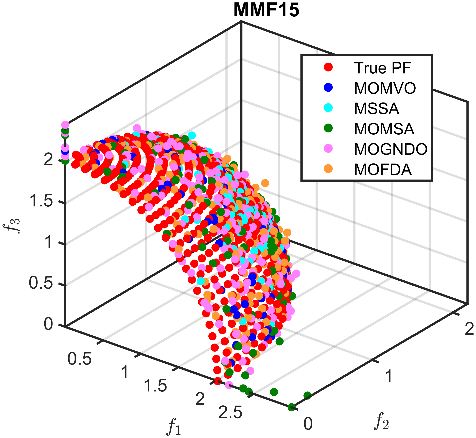 MMF15
True PF
MOMVO
MSSA
MOMSA
MOGNDO
MOFDA
2
1.5
1
0.5
0
f3
0.5
1
1.5
2
2.5
f1
0
1
2
f2